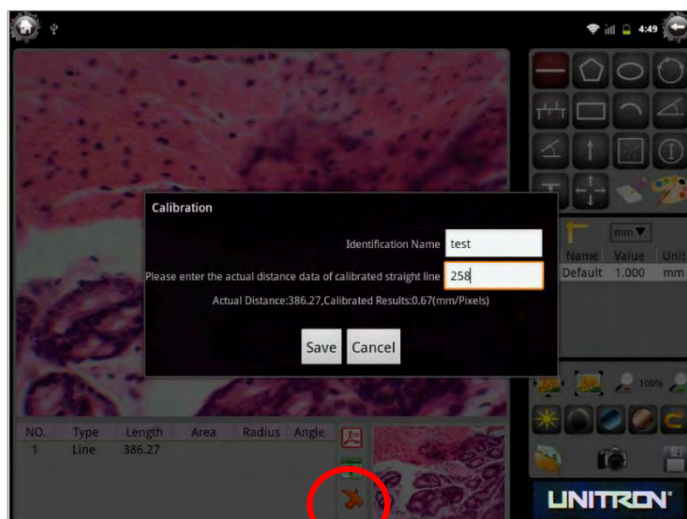 4:49
Calibration
Identification Name test
Please enter the actual distance data of calibrated straight line 258
Actual Distance:386.27,Calibrated Results:0.67(mm/Pixels)
Save Cancel
mm▼
Name Value Unit
Default 1.000 mm
100%
NO. Type Length Area Radius Angle
1 Line 386.27
UNITRON®